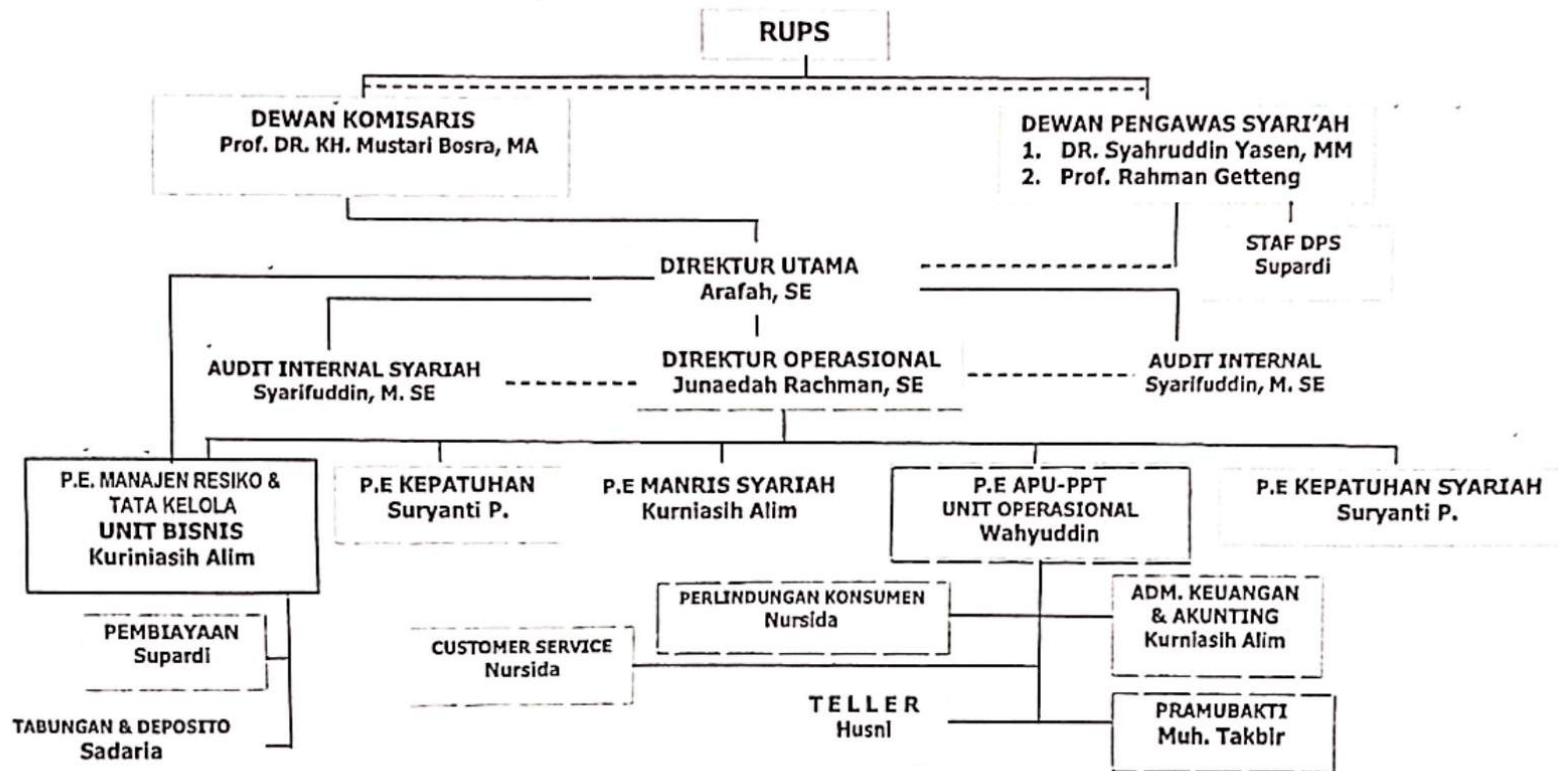 RUPS
DEWAN KOMISARIS
Prof. DR. KH. Mustari Bosra, MA
DEWAN PENGAWAS SYARI'AH
1. DR. Syahruddin Yasen, MM
2. Prof. Rahman Getteng
STAF DPS
Supardi
DIREKTUR UTAMA
Arafah, SE
AUDIT INTERNAL SYARIAH
Syarifuddin, M. SE
DIREKTUR OPERASIONAL
Junaedah Rachman, SE
AUDIT INTERNAL
Syarifuddin, M. SE
P.E. MANAJEN RESIKO &
TATA KELOLA
UNIT BISNIS
Kuriniasih Alim
P.E KEPATUHAN
Suryanti P.
P.E MANRIS SYARIAH
Kurniasih Alim
P.E APU-PPT
UNIT OPERASIONAL
Wahyuddin
P.E KEPATUHAN SYARIAH
Suryanti P.
PEMBIAYAAN
Supardi
TABUNGAN & DEPOSITO
Sadaria
CUSTOMER SERVICE
Nursida
PERLINDUNGAN KONSUMEN
Nursida
TELLER
Husni
ADM. KEUANGAN
& AKUNTING
Kurniasih Alim
PRAMUBAKTI
Muh. Takbir